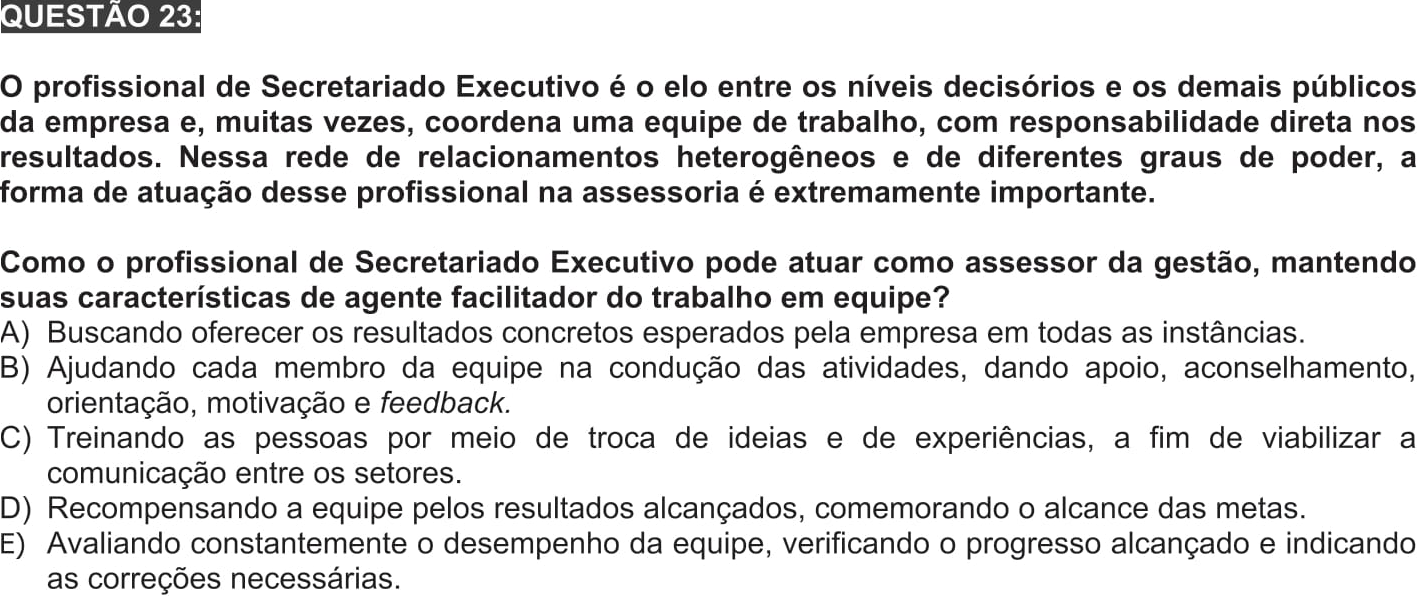 QUESTÃO 23:
O profissional de Secretariado Executivo é o elo entre os níveis decisórios e os demais públicos
da empresa e, muitas vezes, coordena uma equipe de trabalho, com responsabilidade direta nos
resultados. Nessa rede de relacionamentos heterogêneos e de diferentes graus de poder, a
forma de atuação desse profissional na assessoria é extremamente importante.
Como o profissional de Secretariado Executivo pode atuar como assessor da gestão, mantendo
suas características de agente facilitador do trabalho em equipe?
A) Buscando oferecer os resultados concretos esperados pela empresa em todas as instâncias.
B) Ajudando cada membro da equipe na condução das atividades, dando apoio, aconselhamento,
orientação, motivação e feedback.
C) Treinando as pessoas por meio de troca de ideias e de experiências, a fim de viabilizar a
comunicação entre os setores.
D) Recompensando a equipe pelos resultados alcançados, comemorando o alcance das metas.
E) Avaliando constantemente o desempenho da equipe, verificando o progresso alcançado e indicando
as correções necessárias.